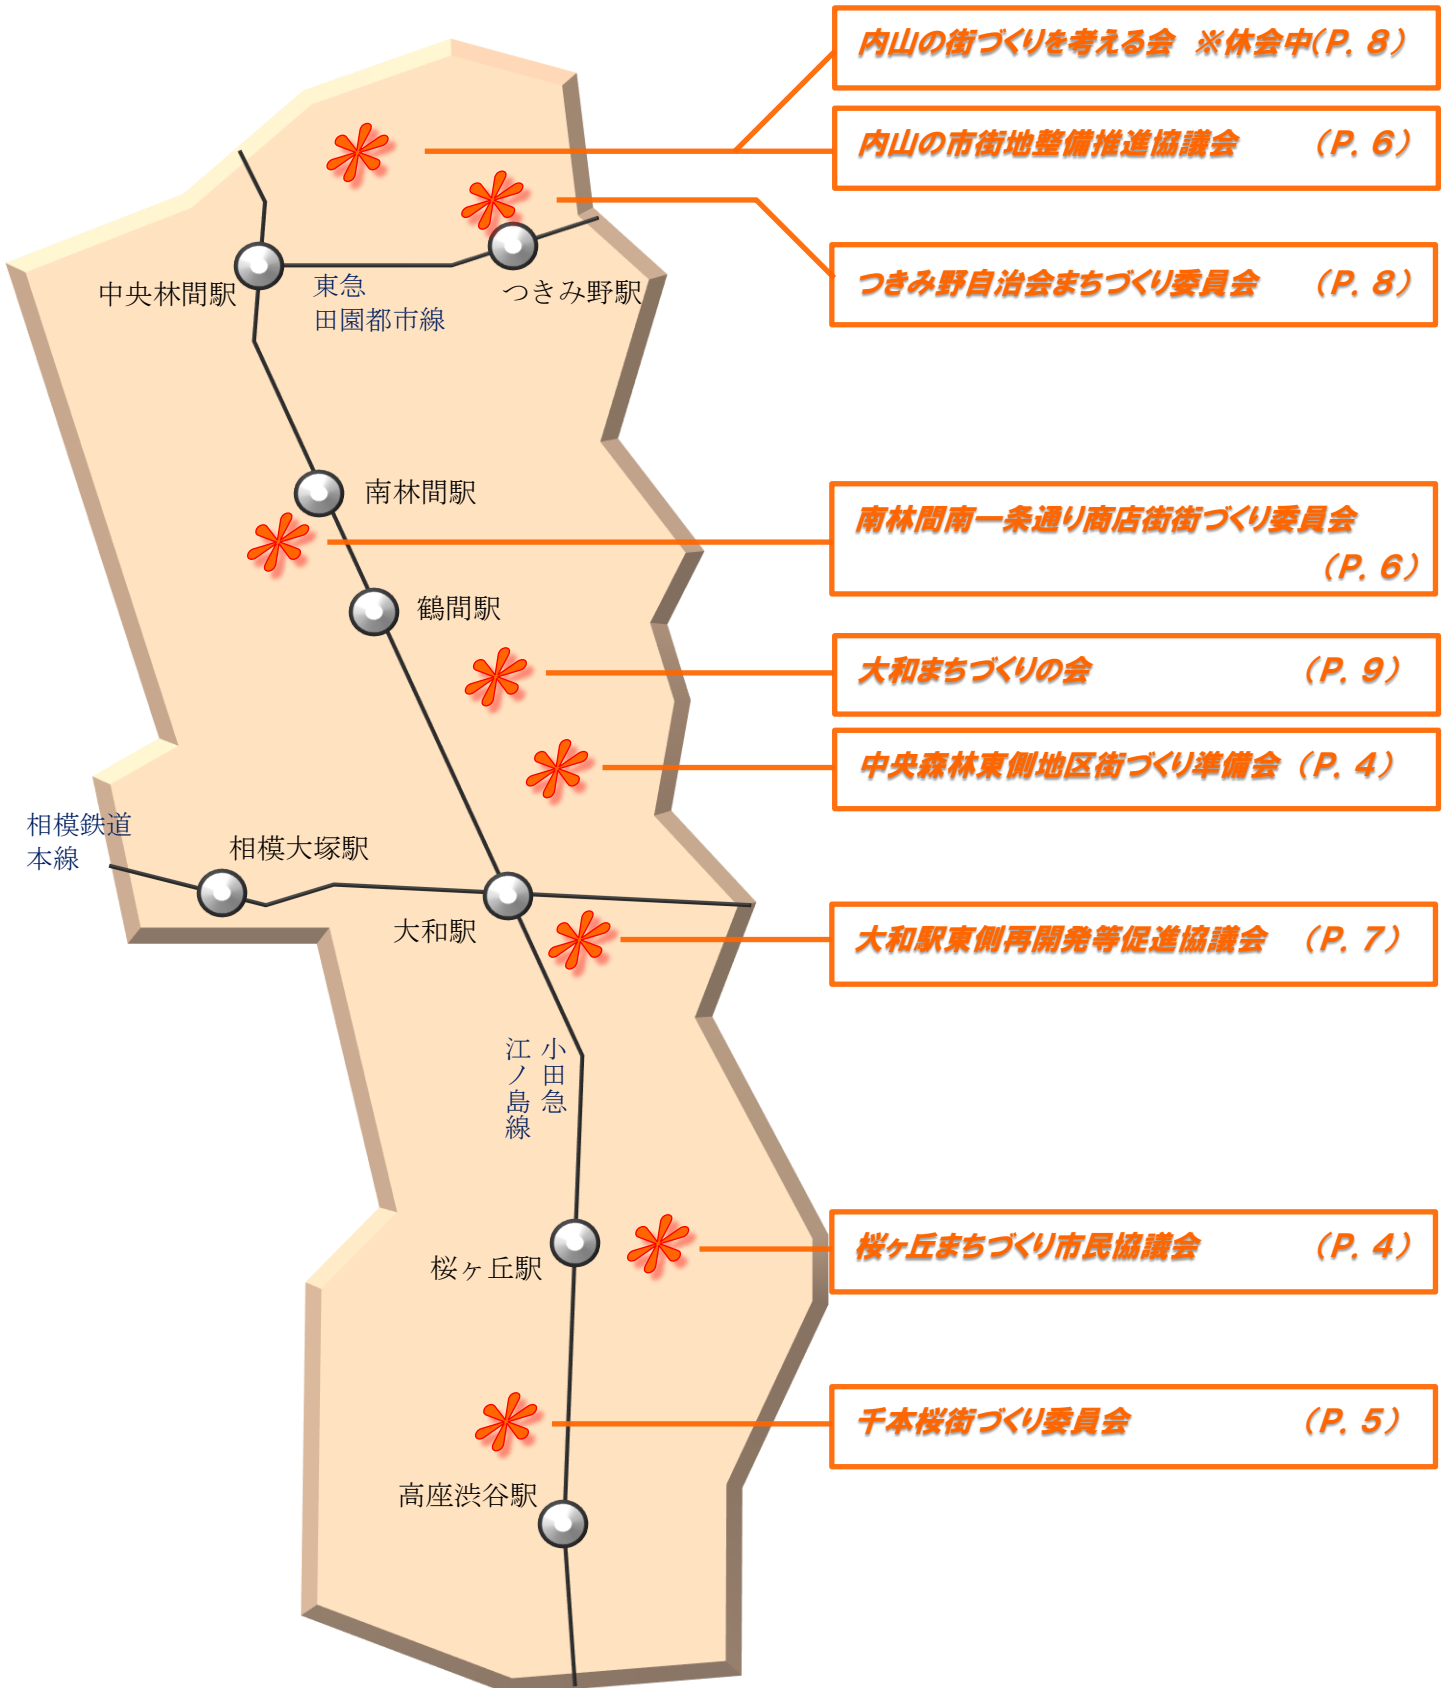 内山の街づくりを考える会 ※休会中(P. 8)
内山の市街地整備推進協議会 (P. 6)
つきみ野自治会まちづくり委員会 (P. 8)
中央林間駅
東急
田園都市線
つきみ野駅
南林間駅
南林間南一条通り商店街街づくり委員会
(P. 6)
鶴間駅
大和まちづくりの会 (P. 9)
中央森林東側地区街づくり準備会 (P. 4)
相模鉄道
本線
相模大塚駅
大和駅
大和駅東側再開発等促進協議会 (P. 7)
小田急
江ノ島線
桜ヶ丘駅
桜ヶ丘まちづくり市民協議会 (P. 4)
千本桜街づくり委員会 (P. 5)
高座渋谷駅